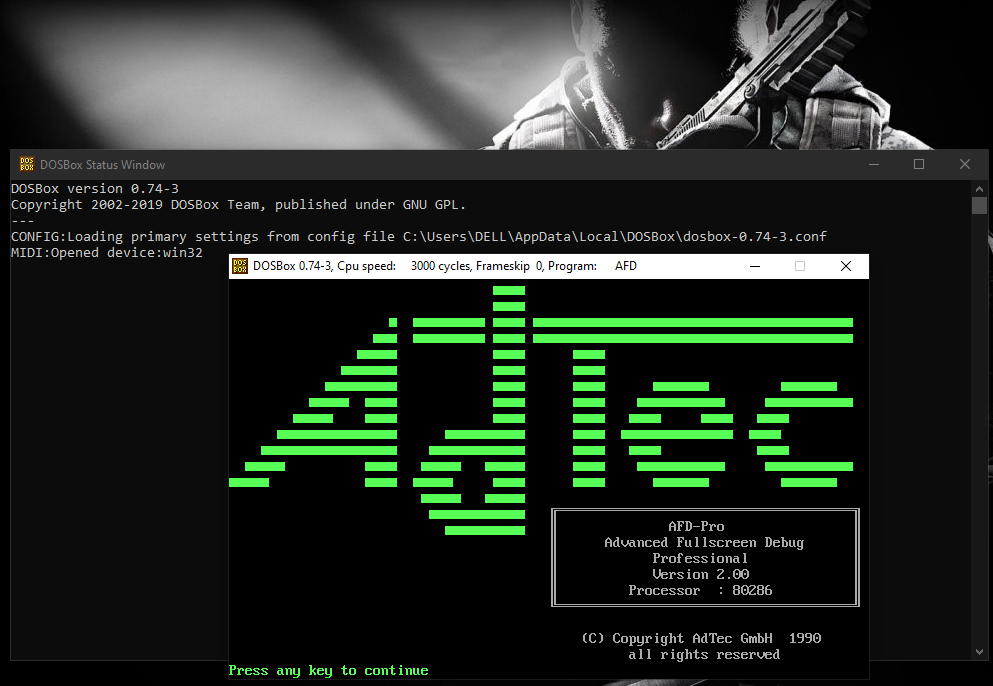 DOSBox Status Window
DOSBox version 0.74-3
Copyright 2002-2019 DOSBox Team, published under GNU GPL.
---
CONFIG:Loading primary settings from config file C:\Users\DELL\AppData\Local\DOSBox\dosbox-0.74-3.conf
MIDI:Opened device:win32
DOSBox 0.74-3, Cpu speed: 3000 cycles, Frameskip 0, Program: AFD
AdTec
AFD-Pro
Advanced Fullscreen Debug
Professional
Version 2.00
Processor : 80286
(C) Copyright AdTec GmbH 1990
all rights reserved
Press any key to continue